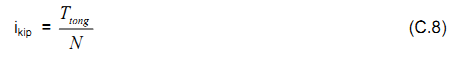 i_kip = T_tong / N (C.8)